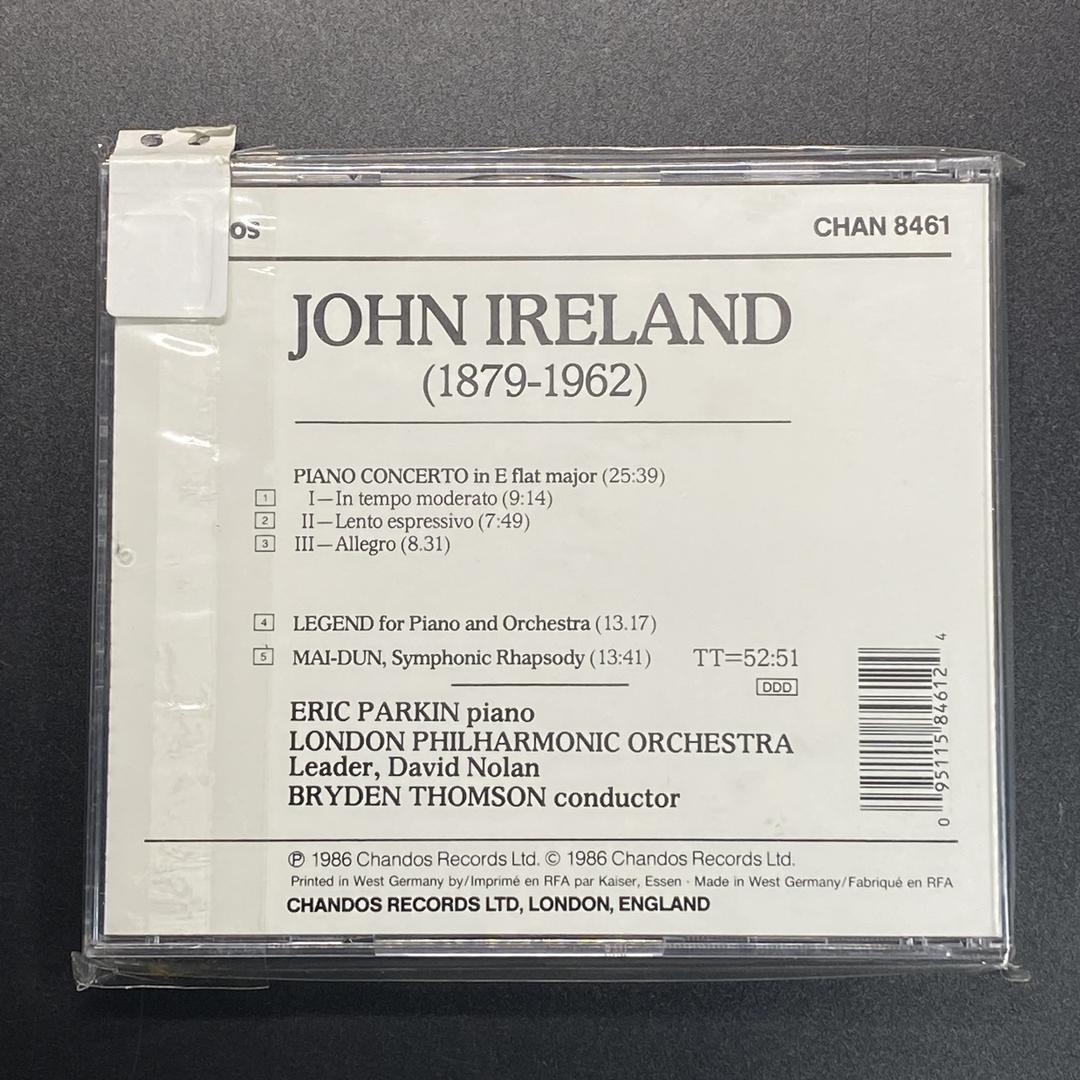 CHAN 8461
JOHN IRELAND
(1879-1962)
PIANO CONCERTO in E flat major (25:39)
1 I—In tempo moderato (9:14)
2 II—Lento espressivo (7:49)
3 III—Allegro (8.31)
4 LEGEND for Piano and Orchestra (13.17)
5 MAI-DUN, Symphonic Rhapsody (13:41) TT=52:51
DDD
ERIC PARKIN piano
LONDON PHILHARMONIC ORCHESTRA
Leader, David Nolan
BRYDEN THOMSON conductor
0 95115 84612 4
℗ 1986 Chandos Records Ltd. © 1986 Chandos Records Ltd.
Printed in West Germany by/Imprimé en RFA par Kaiser, Essen · Made in West Germany/Fabriqué en RFA
CHANDOS RECORDS LTD, LONDON, ENGLAND